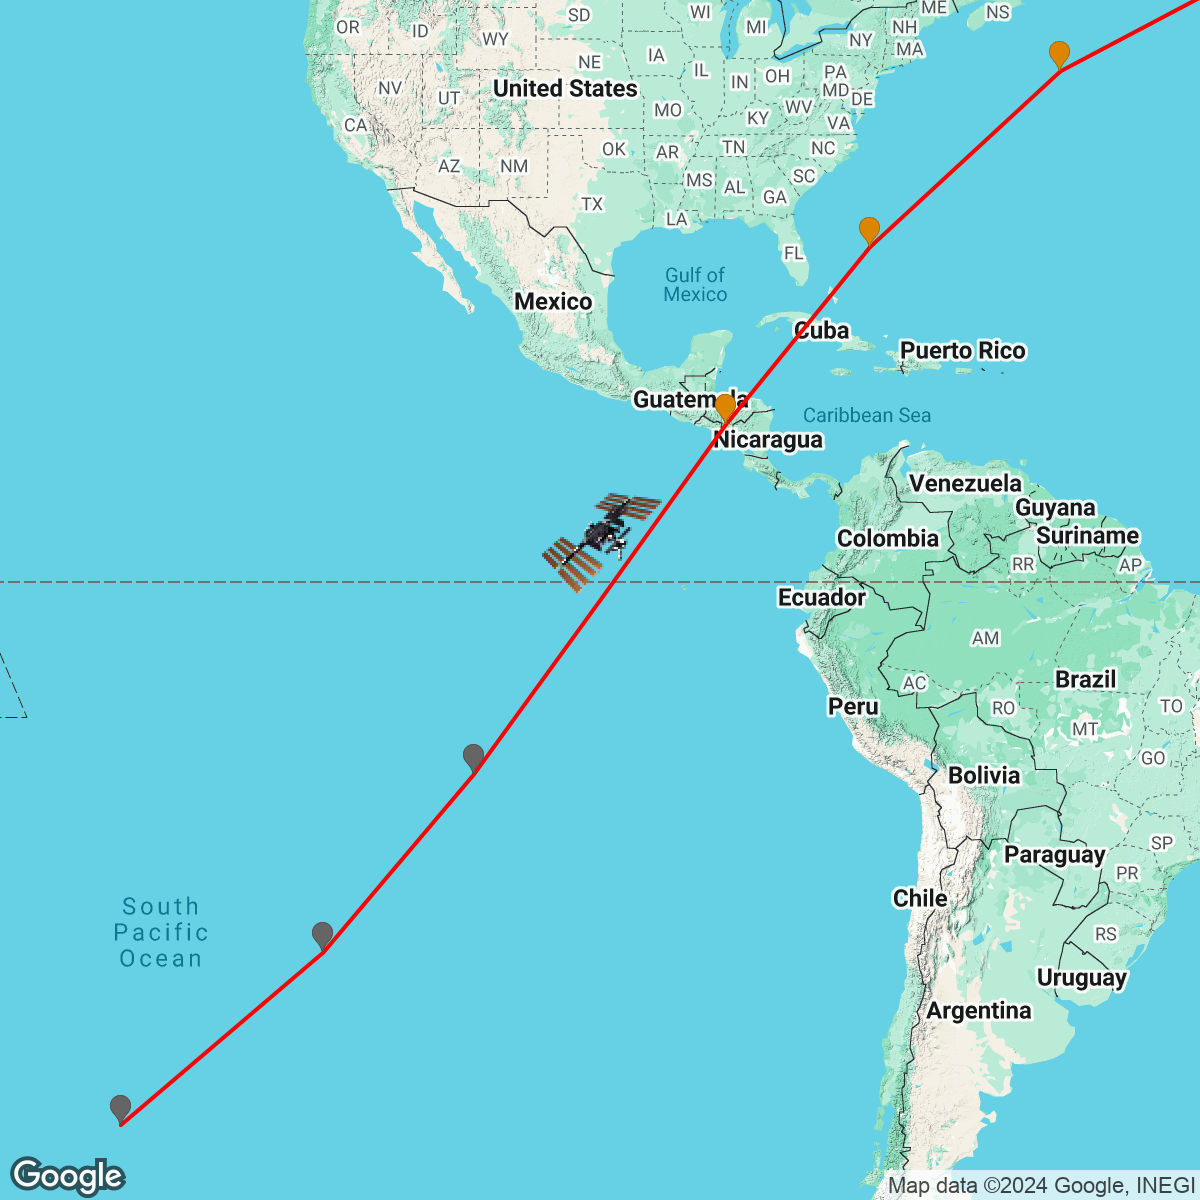 ME
NS
SD
WI
OR
ID
MI
NH
WY
NY
MA
IA
NE
IL
OH
PA
IN
NV
United States
MD
UT
DE
MO
WV
KY
CA
VA
OK
AR
TN
NC
AZ
NM
SC
MS
AL
GA
TX
LA
FL
Gulf of
Mexico
Mexico
Cuba
Puerto Rico
Guatemala
Caribbean Sea
Nicaragua
Venezuela
Guyana
Colombia
Suriname
RR
AP
Ecuador
AM
Brazil
AC
Peru
RO
TO
MT
GO
Bolivia
SP
Paraguay
PR
Chile
South
Pacific
Ocean
RS
Uruguay
Argentina
Google
Map data ©2024 Google, INEGI